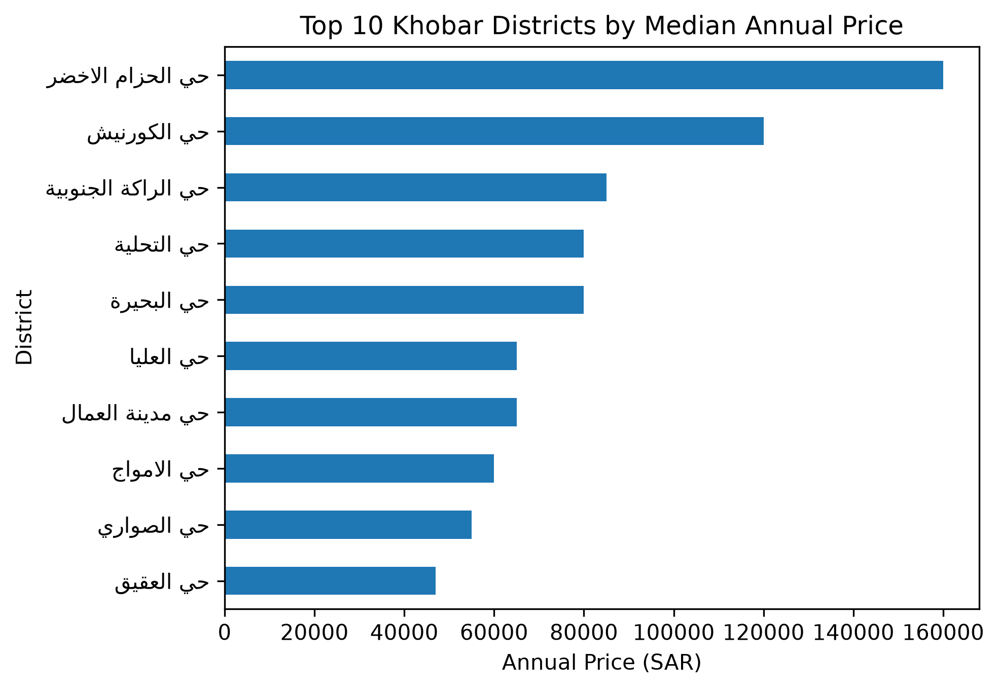 Top 10 Khobar Districts by Median Annual Price
حي الحزام الاخضر
حي الكورنيش
حي الراكة الجنوبية
حي التحلية
حي البحيرة
حي العليا
حي مدينة العمال
حي الامواج
حي الصواري
حي العقيق
District
0 20000 40000 60000 80000 100000 120000 140000 160000
Annual Price (SAR)